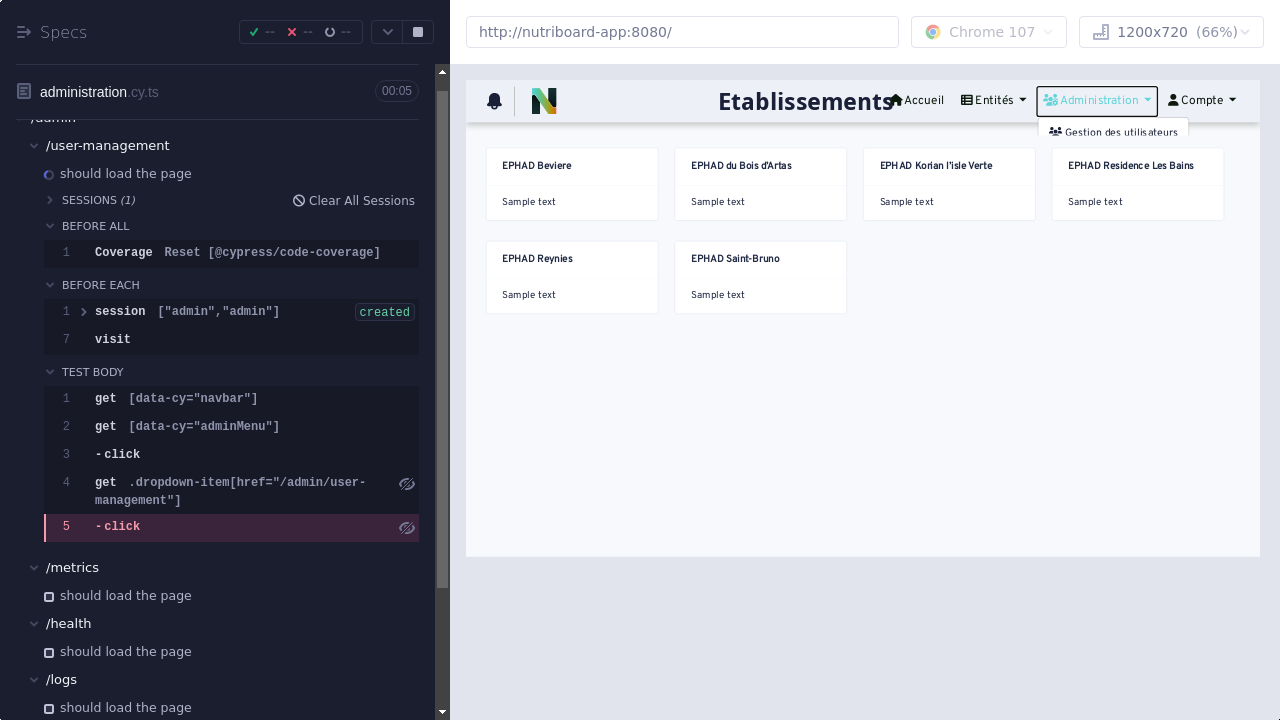 Specs
-- -- --
administration.cy.ts
00:05
/admin
/user-management
should load the page
SESSIONS (1)
Clear All Sessions
BEFORE ALL
1 Coverage Reset [@cypress/code-coverage]
BEFORE EACH
1 session ["admin","admin"] created
7 visit
TEST BODY
1 get [data-cy="navbar"]
2 get [data-cy="adminMenu"]
3 -click
4 get .dropdown-item[href="/admin/user-
management"]
5 -click
/metrics
should load the page
/health
should load the page
/logs
should load the page
http://nutriboard-app:8080/
Chrome 107
1200x720 (66%)
Etablissements
Accueil
Entités
Administration
Compte
Gestion des utilisateurs
EPHAD Beviere
Sample text
EPHAD du Bois d'Artas
Sample text
EPHAD Korian l'isle Verte
Sample text
EPHAD Residence Les Bains
Sample text
EPHAD Reynies
Sample text
EPHAD Saint-Bruno
Sample text